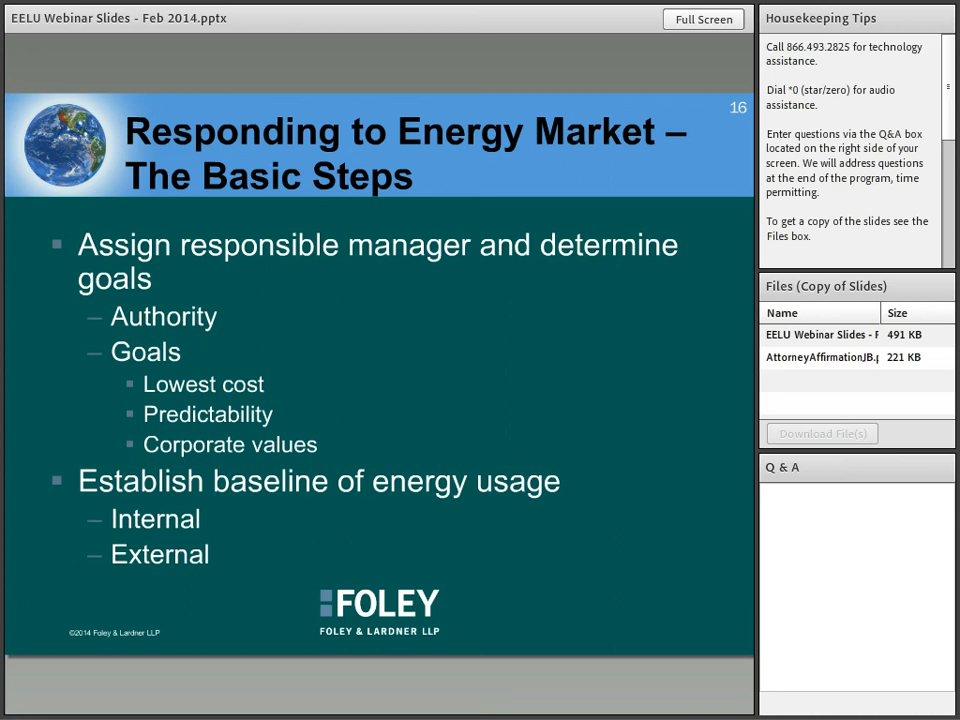 EELU Webinar Slides - Feb 2014.pptx
Full Screen
16
Responding to Energy Market –
The Basic Steps
▪ Assign responsible manager and determine
goals
– Authority
– Goals
▪ Lowest cost
▪ Predictability
▪ Corporate values
▪ Establish baseline of energy usage
– Internal
– External
FOLEY
FOLEY & LARDNER LLP
©2014 Foley & Lardner LLP
Housekeeping Tips
Call 866.493.2825 for technology
assistance.
Dial *0 (star/zero) for audio
assistance.
Enter questions via the Q&A box
located on the right side of your
screen. We will address questions
at the end of the program, time
permitting.
To get a copy of the slides see the
Files box.
Files (Copy of Slides)
Name Size
EELU Webinar Slides - F 491 KB
AttorneyAffirmationJB.p 221 KB
Download File(s)
Q & A